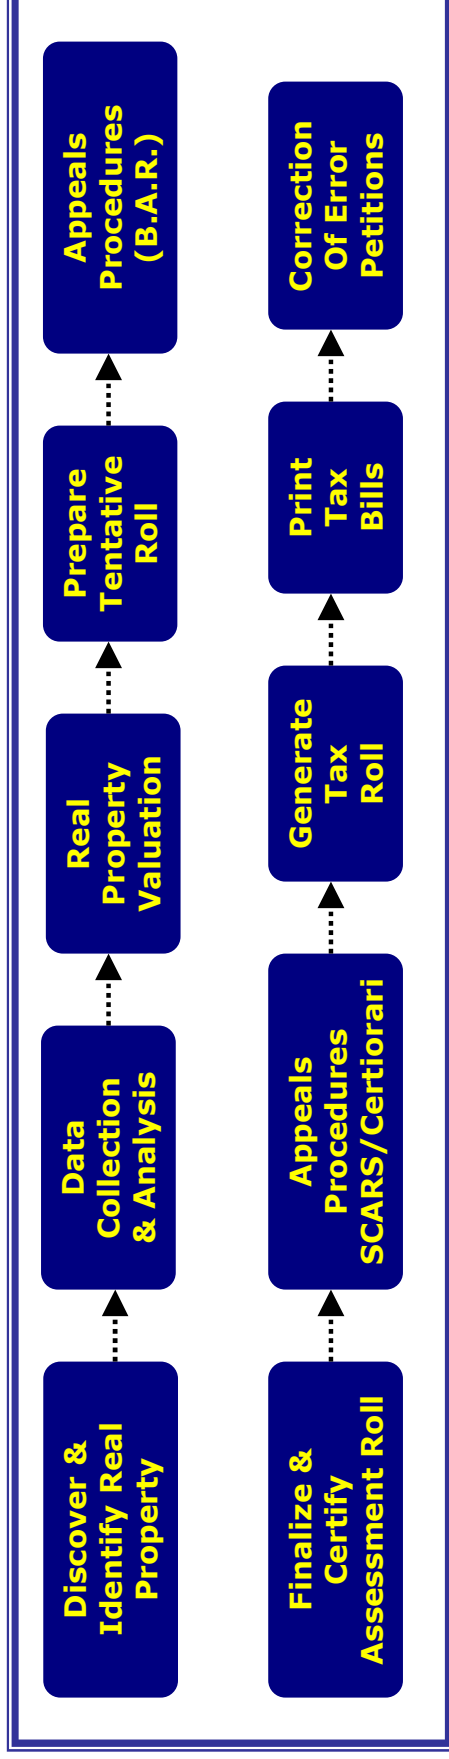 Discover &
Identify Real
Property
Data
Collection
& Analysis
Real
Property
Valuation
Prepare
Tentative
Roll
Appeals
Procedures
(B.A.R.)
Finalize &
Certify
Assessment Roll
Appeals
Procedures
SCARS/Certiorari
Generate
Tax
Roll
Print
Tax
Bills
Correction
Of Error
Petitions